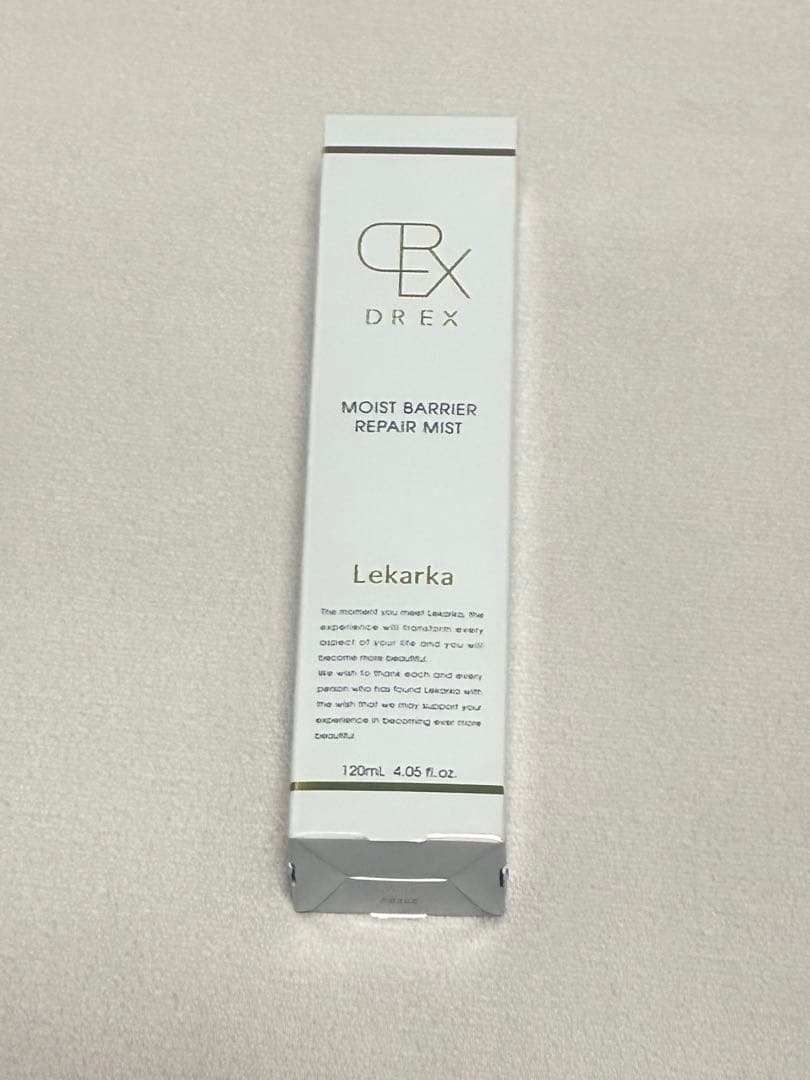 DREX
DREX
MOIST BARRIER
REPAIR MIST
Lekarka
The moment you meet Lekarka, the
experience will transform every
aspect of your life and you will
become more beautiful.
We wish to thank each and every
person who has found Lekarka with
the wish that we may support your
experience in becoming ever more
beautiful.
120mL 4.05 fl.oz.